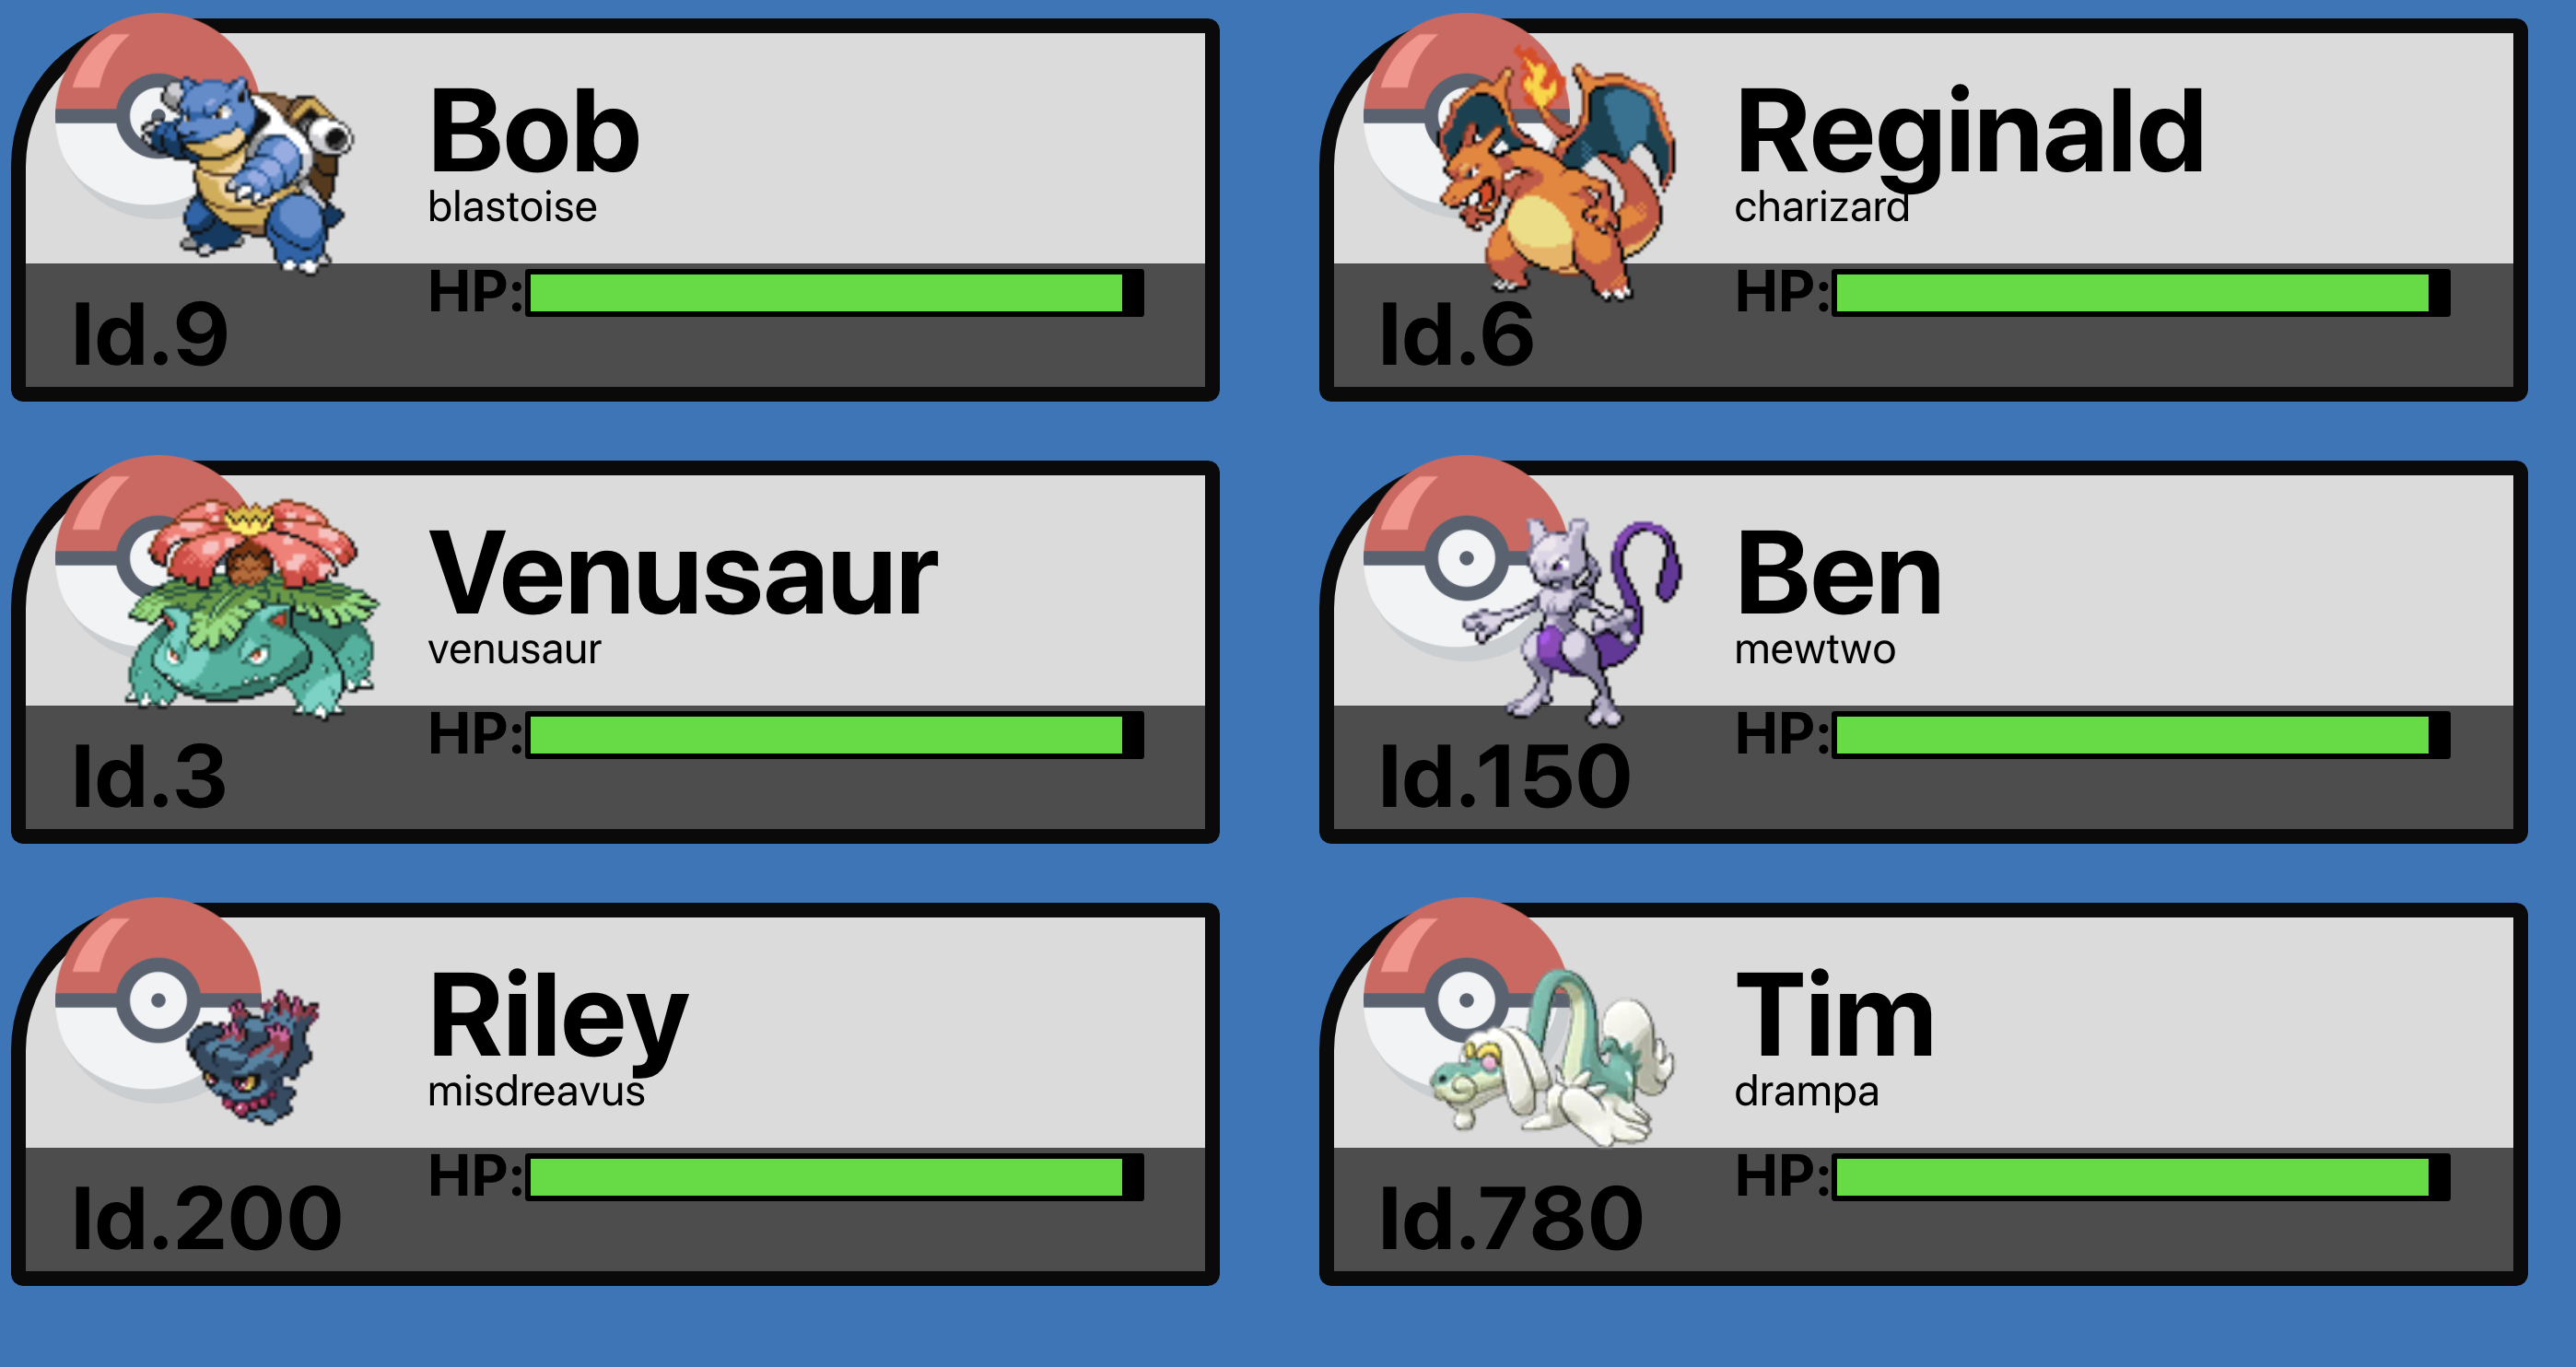 Bob
blastoise
HP:
Id.9
Reginald
charizard
HP:
Id.6
Venusaur
venusaur
HP:
Id.3
Ben
mewtwo
HP:
Id.150
Riley
misdreavus
HP:
Id.200
Tim
drampa
HP:
Id.780